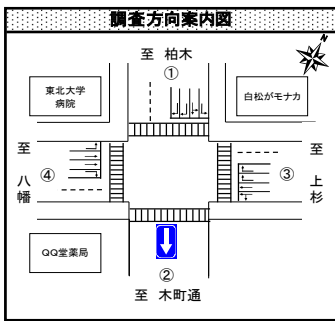 調査方向案内図
至 柏木
①
N
東北大学
病院
白松がモナカ
至 八幡
④
③
至 上杉
QQ堂薬局
②
至 木町通